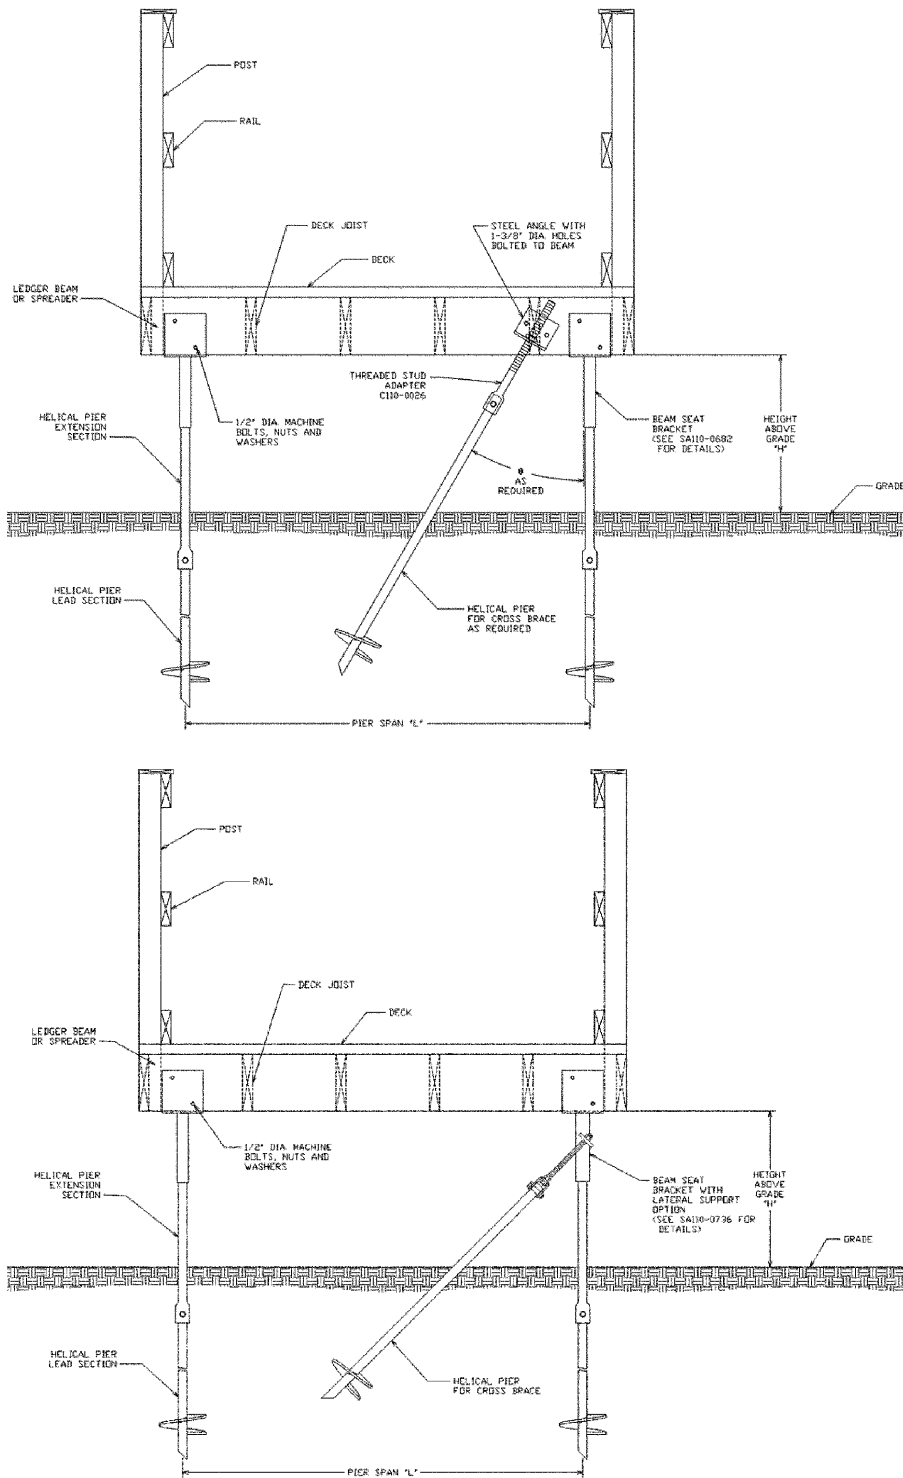 POST
RAIL
DECK JOIST
STEEL ANGLE WITH
1-3/8" DIA. HOLES
BOLTED TO BEAM
DECK
LEDGER BEAM
OR SPREADER
THREADED STUD
ADAPTER
C110-0026
HELICAL PIER
EXTENSION
SECTION
1/2" DIA. MACHINE
BOLTS, NUTS AND
WASHERS
BEAM SEAT
BRACKET
(SEE SA110-0682
FOR DETAILS)
HEIGHT
ABOVE
GRADE
"H"
θ
AS
REQUIRED
GRADE
HELICAL PIER
LEAD SECTION
HELICAL PIER
FOR CROSS BRACE
AS REQUIRED
PIER SPAN "L"
POST
RAIL
DECK JOIST
DECK
LEDGER BEAM
OR SPREADER
1/2" DIA. MACHINE
BOLTS, NUTS AND
WASHERS
HELICAL PIER
EXTENSION
SECTION
BEAM SEAT
BRACKET WITH
LATERAL SUPPORT
OPTION
(SEE SA110-0736 FOR
DETAILS)
HEIGHT
ABOVE
GRADE
"H"
GRADE
HELICAL PIER
LEAD SECTION
HELICAL PIER
FOR CROSS BRACE
PIER SPAN "L"